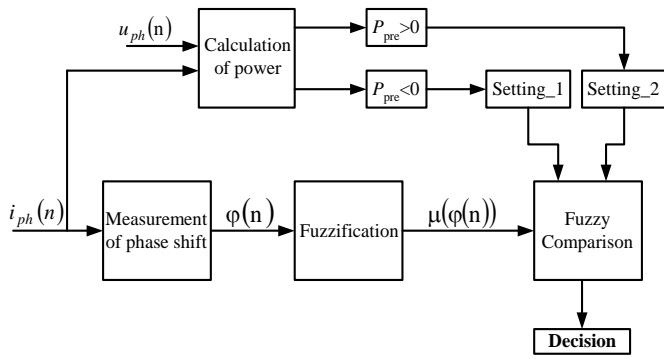 u_ph(n)
Calculation
of power
P_pre>0
P_pre<0
Setting_1
Setting_2
i_ph(n)
Measurement
of phase shift
φ(n)
Fuzzification
μ(φ(n))
Fuzzy
Comparison
Decision